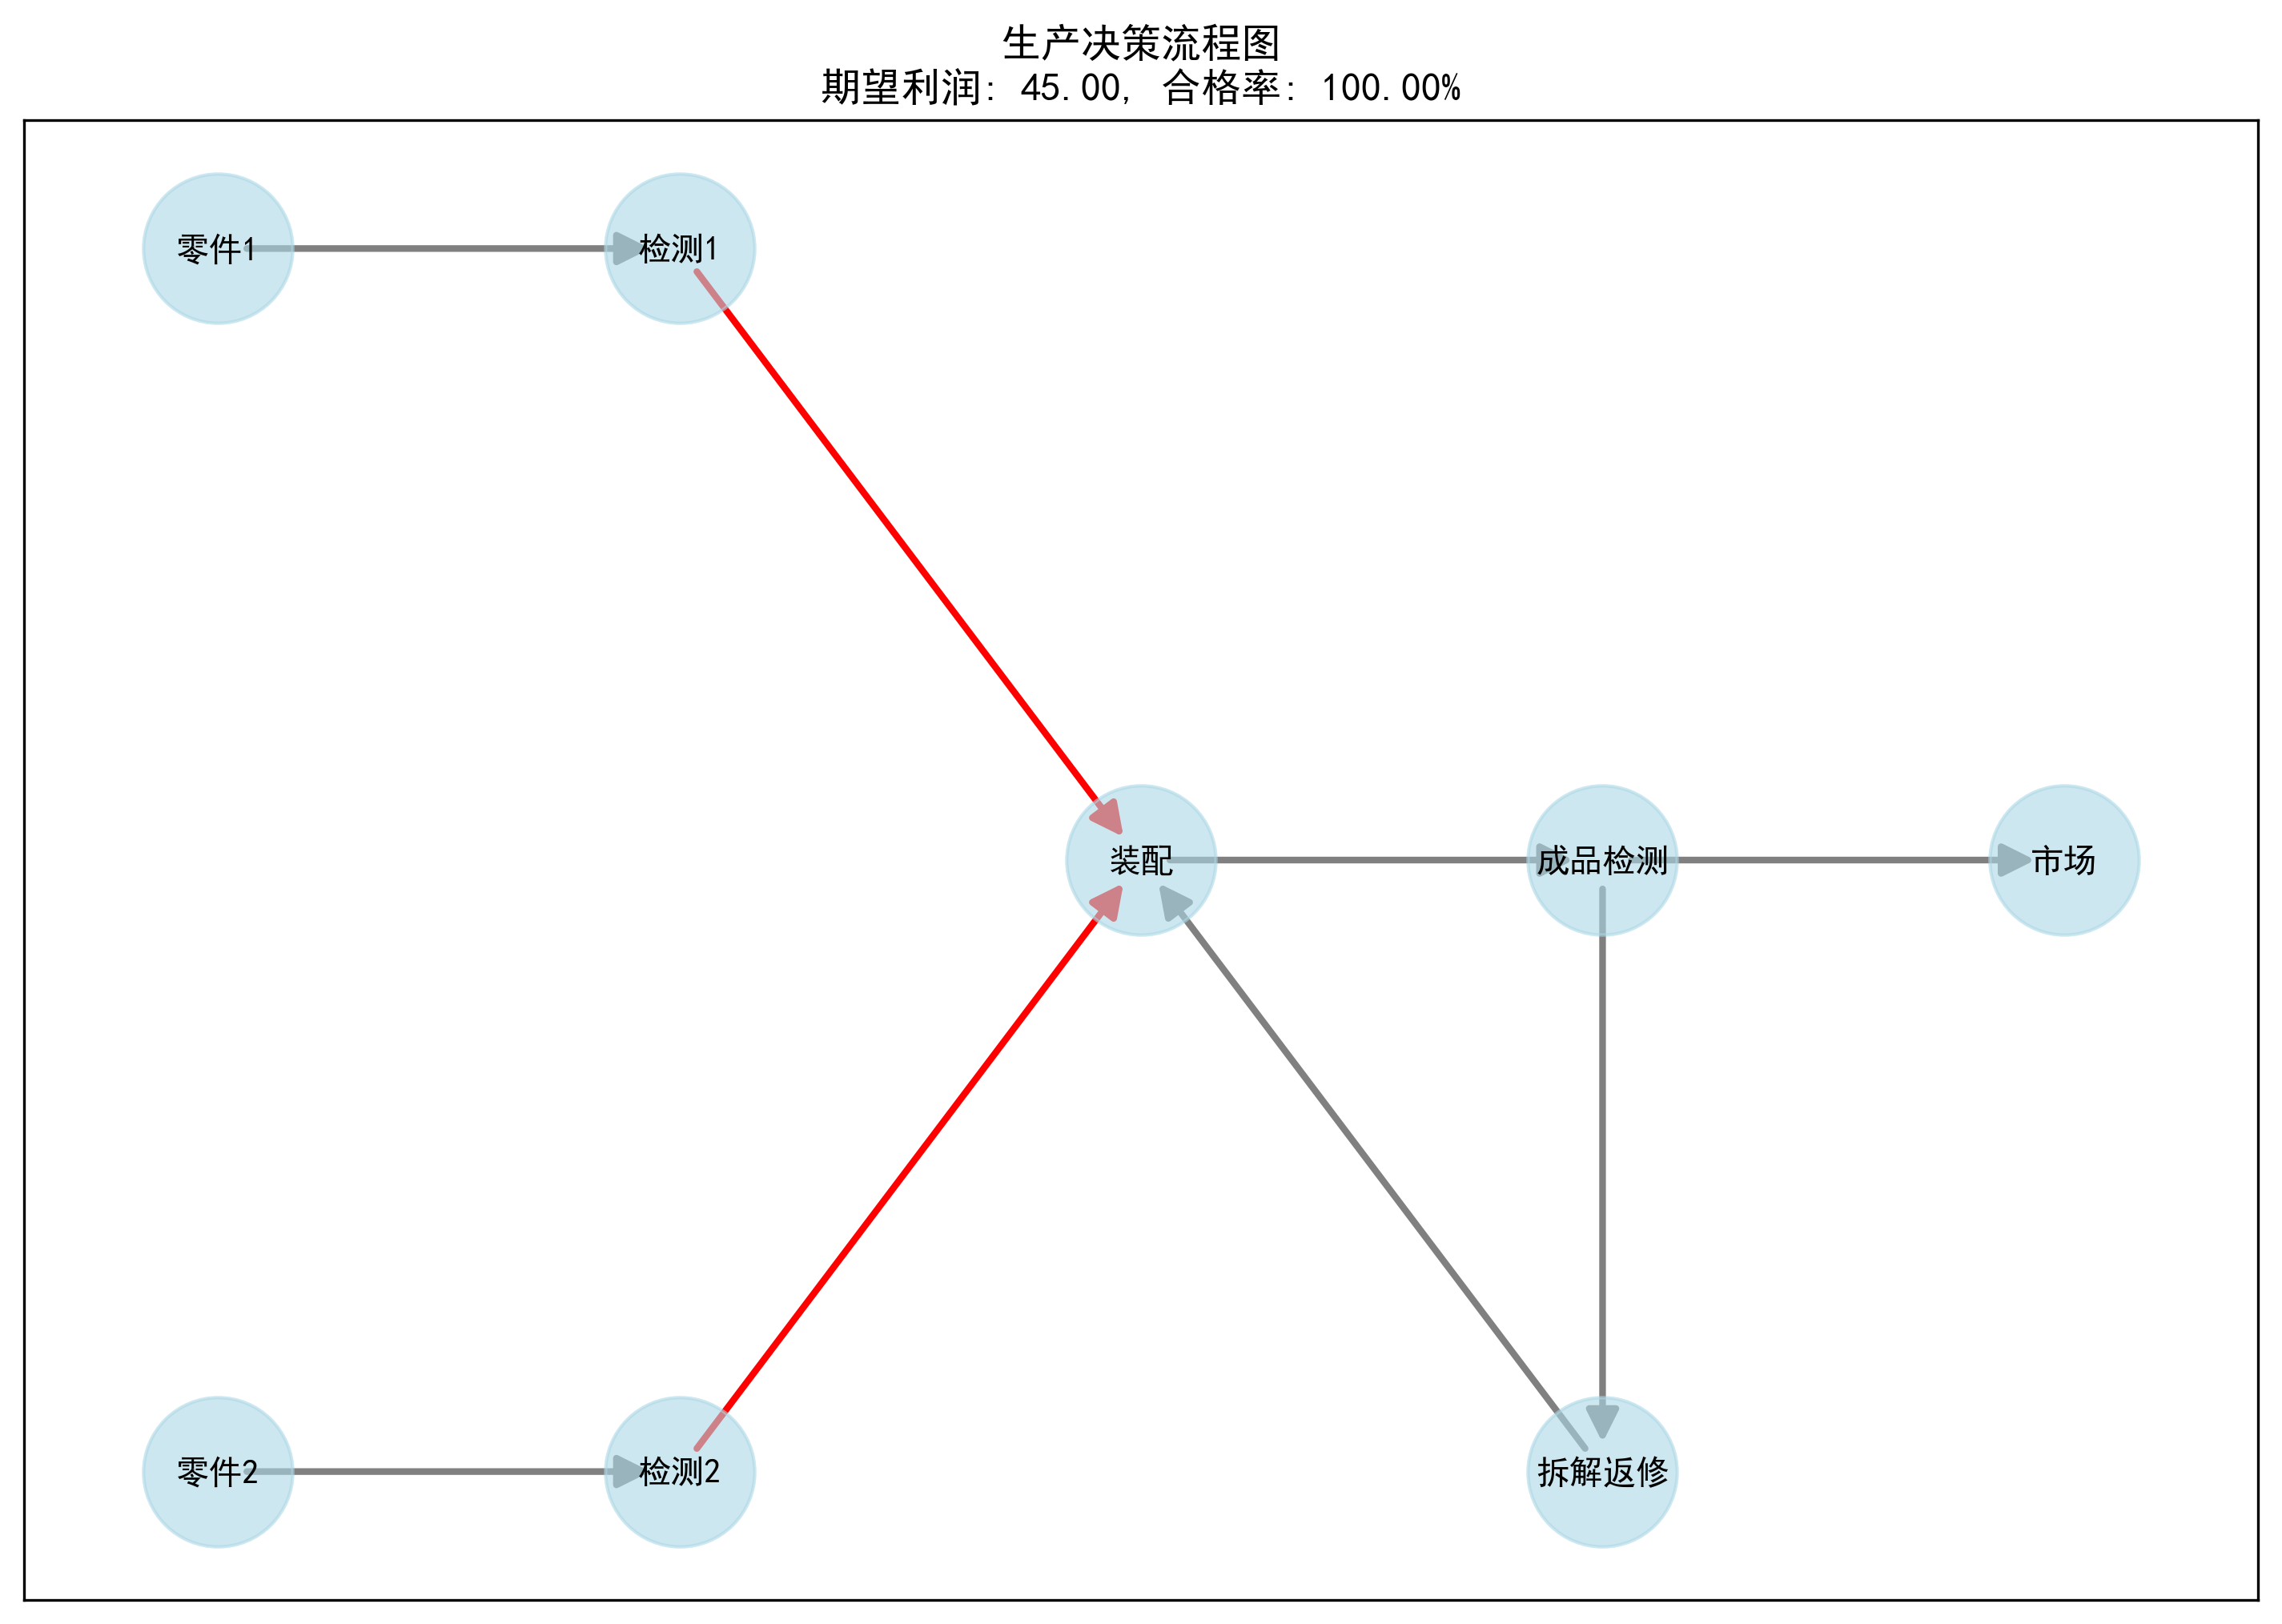 生产决策流程图
期望利润: 45.00, 合格率: 100.00%
零件1
检测1
装配
成品检测
市场
零件2
检测2
拆解返修